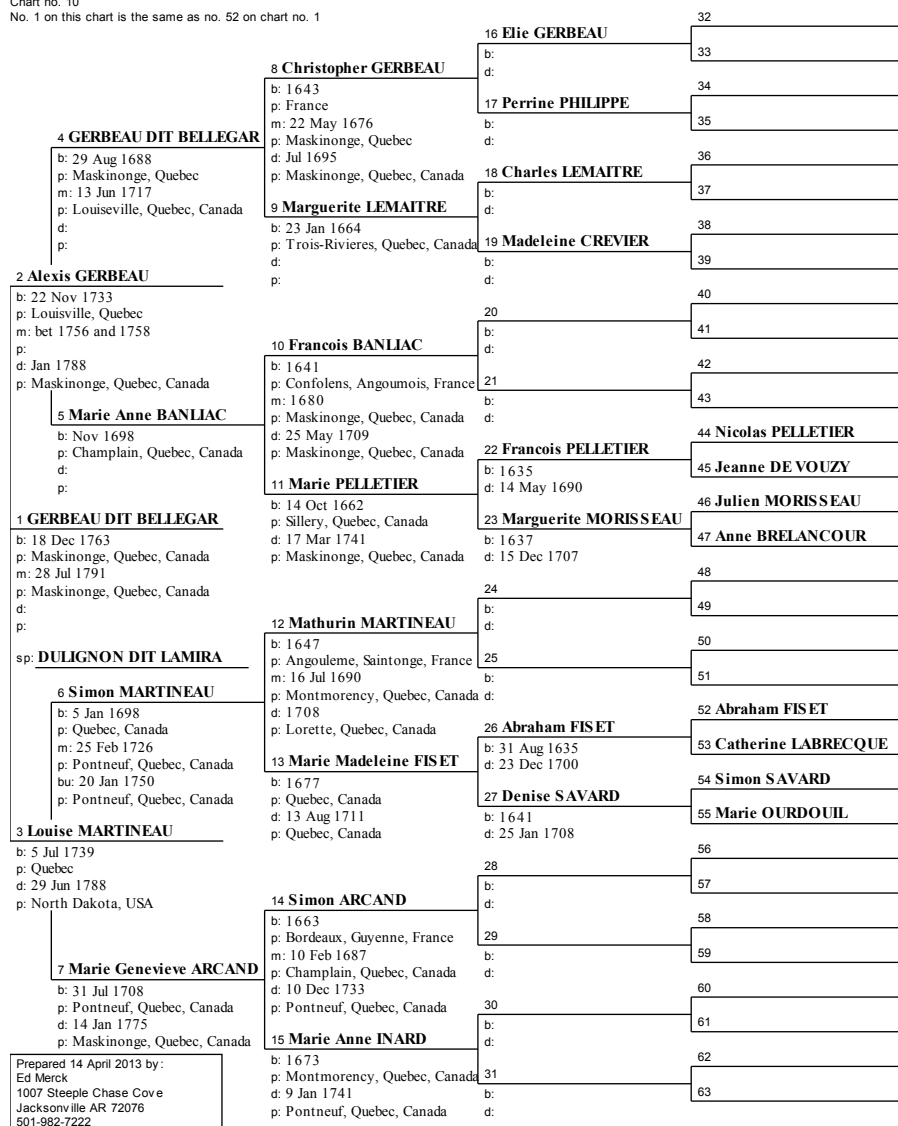 Chart no. 10
No. 1 on this chart is the same as no. 52 on chart no. 1
1 GERBEAU DIT BELLEGAR
b: 18 Dec 1763
p: Maskinonge, Quebec, Canada
m: 28 Jul 1791
p: Maskinonge, Quebec, Canada
d:
p:
sp: DULIGNON DIT LAMIRA
2 Alexis GERBEAU
b: 22 Nov 1733
p: Louisville, Quebec
m: bet 1756 and 1758
p:
d: Jan 1788
p: Maskinonge, Quebec, Canada
3 Louise MARTINEAU
b: 5 Jul 1739
p: Quebec
d: 29 Jun 1788
p: North Dakota, USA
4 GERBEAU DIT BELLEGAR
b: 29 Aug 1688
p: Maskinonge, Quebec
m: 13 Jun 1717
p: Louiseville, Quebec, Canada
d:
p:
5 Marie Anne BANLIAC
b: Nov 1698
p: Champlain, Quebec, Canada
d:
p:
6 Simon MARTINEAU
b: 5 Jan 1698
p: Quebec, Canada
m: 25 Feb 1726
p: Pontneuf, Quebec, Canada
bu: 20 Jan 1750
p: Pontneuf, Quebec, Canada
7 Marie Genevieve ARCAND
b: 31 Jul 1708
p: Pontneuf, Quebec, Canada
d: 14 Jan 1775
p: Maskinonge, Quebec, Canada
8 Christopher GERBEAU
b: 1643
p: France
m: 22 May 1676
p: Maskinonge, Quebec
d: Jul 1695
p: Maskinonge, Quebec, Canada
9 Marguerite LEMAITRE
b: 23 Jan 1664
p: Trois-Rivieres, Quebec, Canada
d:
p:
10 Francois BANLIAC
b: 1641
p: Confolens, Angoumois, France
m: 1680
p: Maskinonge, Quebec, Canada
d: 25 May 1709
p: Maskinonge, Quebec, Canada
11 Marie PELLETIER
b: 14 Oct 1662
p: Sillery, Quebec, Canada
d: 17 Mar 1741
p: Maskinonge, Quebec, Canada
12 Mathurin MARTINEAU
b: 1647
p: Angouleme, Saintonge, France
m: 16 Jul 1690
p: Montmorency, Quebec, Canada
d: 1708
p: Lorette, Quebec, Canada
13 Marie Madeleine FISET
b: 1677
p: Quebec, Canada
d: 13 Aug 1711
p: Quebec, Canada
14 Simon ARCAND
b: 1663
p: Bordeaux, Guyenne, France
m: 10 Feb 1687
p: Champlain, Quebec, Canada
d: 10 Dec 1733
p: Pontneuf, Quebec, Canada
15 Marie Anne INARD
b: 1673
p: Montmorency, Quebec, Canada
d: 9 Jan 1741
p: Pontneuf, Quebec, Canada
16 Elie GERBEAU
b:
d:
17 Perrine PHILIPPE
b:
d:
18 Charles LEMAITRE
b:
d:
19 Madeleine CREVIER
b:
d:
20
b:
d:
21
b:
d:
22 Francois PELLETIER
b: 1635
d: 14 May 1690
23 Marguerite MORISSEAU
b: 1637
d: 15 Dec 1707
24
b:
d:
25
b:
d:
26 Abraham FISET
b: 31 Aug 1635
d: 23 Dec 1700
27 Denise SAVARD
b: 1641
d: 25 Jan 1708
28
b:
d:
29
b:
d:
30
b:
d:
31
b:
d:
32
33
34
35
36
37
38
39
40
41
42
43
44 Nicolas PELLETIER
45 Jeanne DE VOUZY
46 Julien MORISSEAU
47 Anne BRELANCOUR
48
49
50
51
52 Abraham FISET
53 Catherine LABRECQUE
54 Simon SAVARD
55 Marie OURDOUIL
56
57
58
59
60
61
62
63
Prepared 14 April 2013 by:
Ed Merck
1007 Steeple Chase Cove
Jacksonville AR 72076
501-982-7222